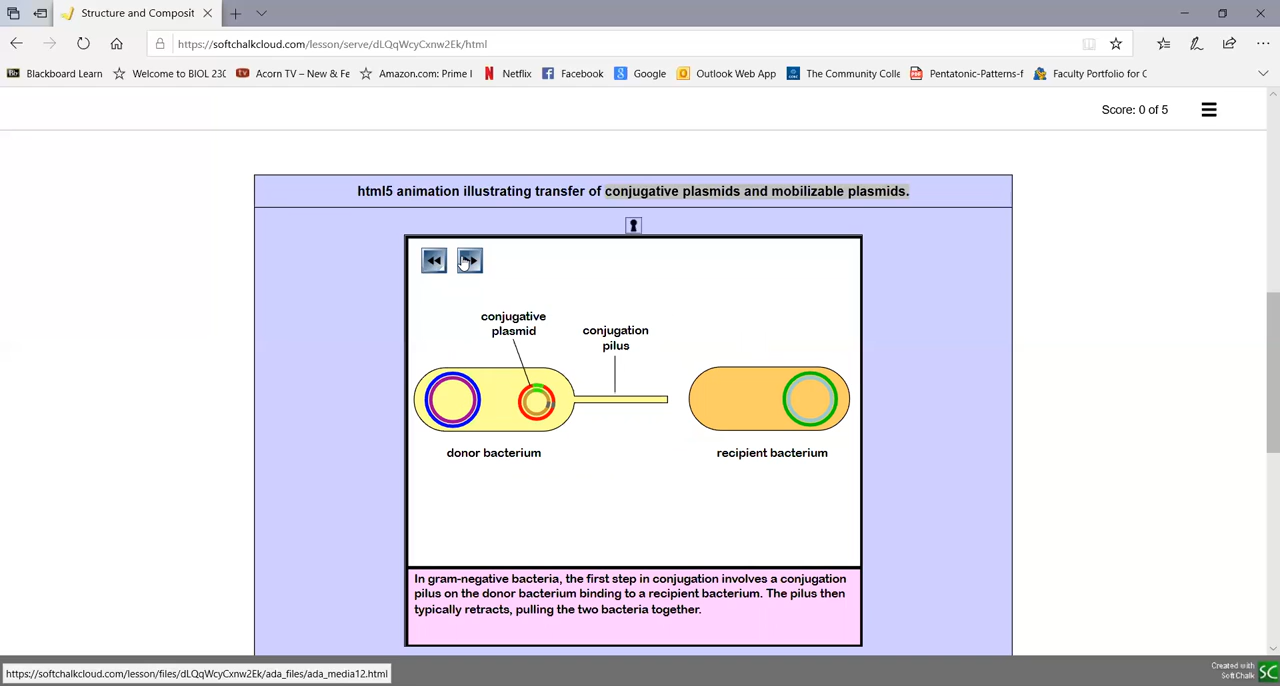 Structure and Composit
https://softchalkcloud.com/lesson/serve/dLQqWcyCxnw2Ek/html
Bb Blackboard Learn Welcome to BIOL 230 Acorn TV – New & Fe Amazon.com: Prime I Netflix Facebook Google Outlook Web App The Community Colle Pentatonic-Patterns-f Faculty Portfolio for C
Score: 0 of 5
html5 animation illustrating transfer of conjugative plasmids and mobilizable plasmids.
conjugative
plasmid
conjugation
pilus
donor bacterium
recipient bacterium
In gram-negative bacteria, the first step in conjugation involves a conjugation
pilus on the donor bacterium binding to a recipient bacterium. The pilus then
typically retracts, pulling the two bacteria together.
https://softchalkcloud.com/lesson/files/dLQqWcyCxnw2Ek/ada_files/ada_media12.html
Created with
SoftChalk
SC